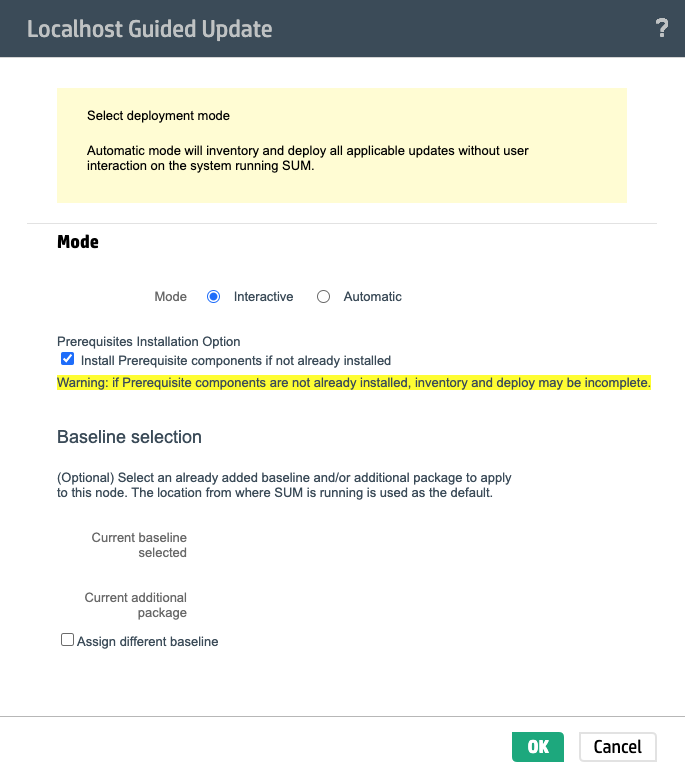 Localhost Guided Update
?
Select deployment mode
Automatic mode will inventory and deploy all applicable updates without user
interaction on the system running SUM.
Mode
Mode Interactive Automatic
Prerequisites Installation Option
Install Prerequisite components if not already installed
Warning: if Prerequisite components are not already installed, inventory and deploy may be incomplete.
Baseline selection
(Optional) Select an already added baseline and/or additional package to apply
to this node. The location from where SUM is running is used as the default.
Current baseline
selected
Current additional
package
Assign different baseline
OK Cancel